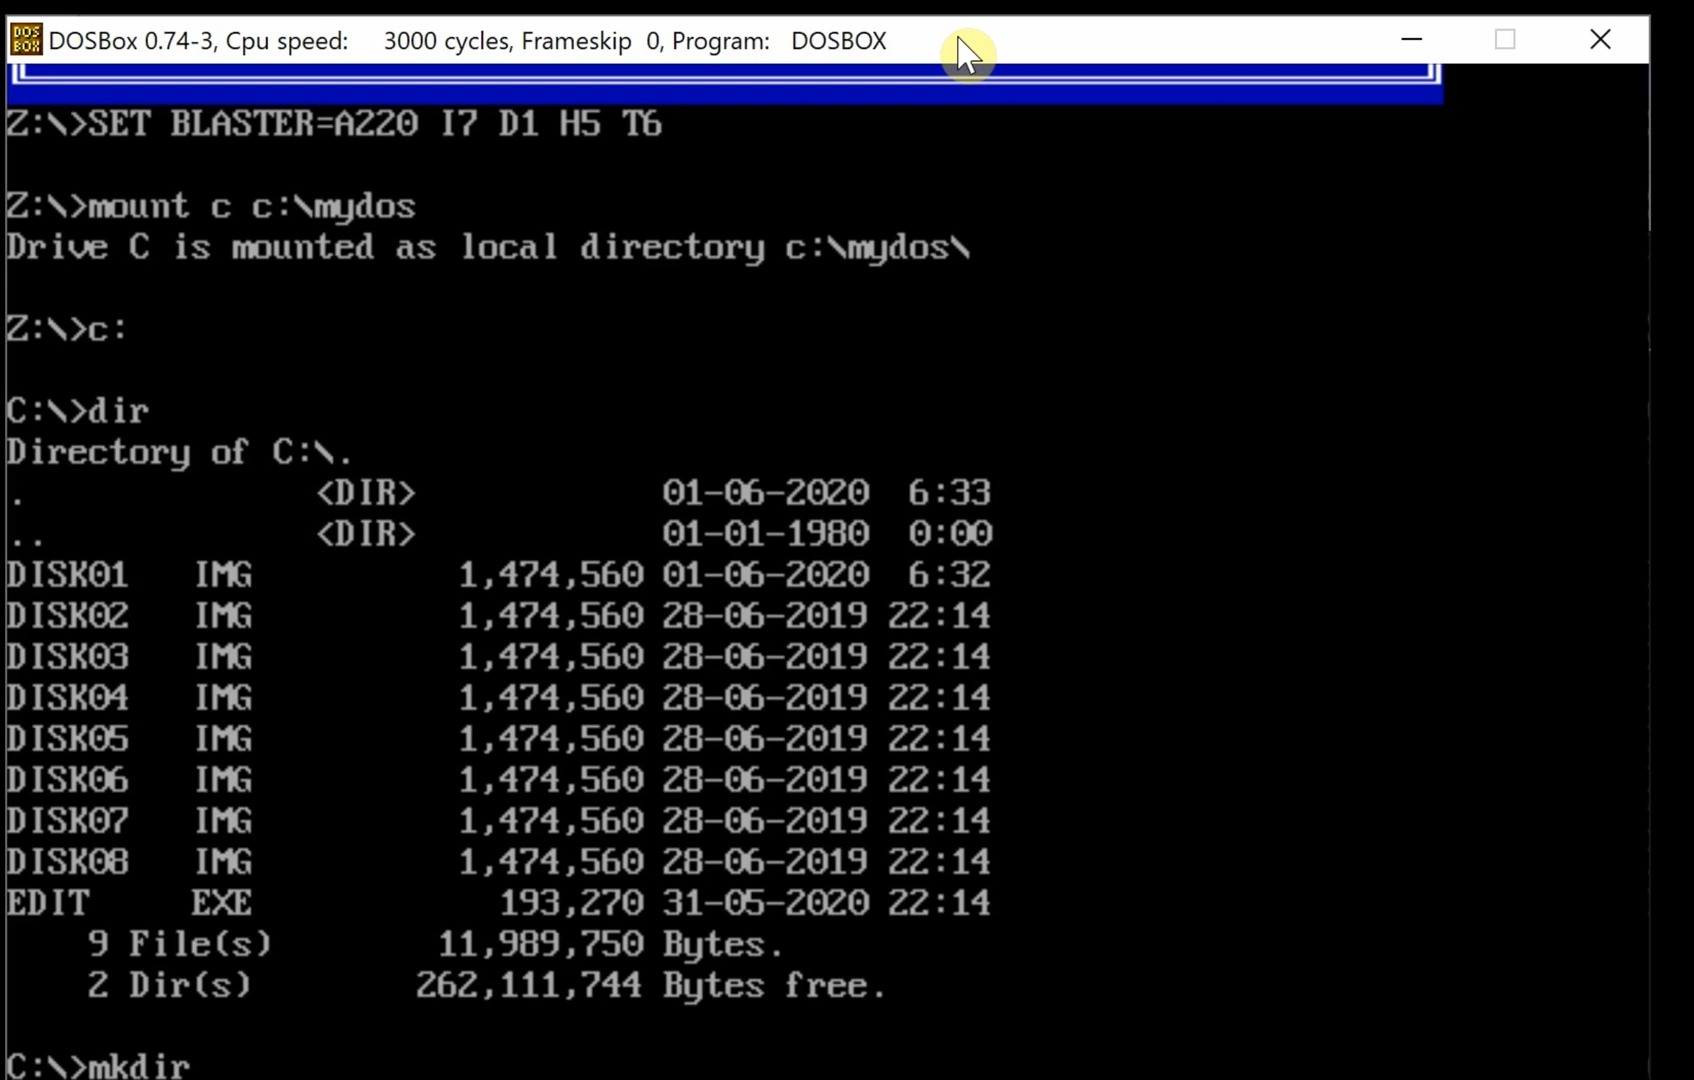 DOS BOX DOSBox 0.74-3, Cpu speed: 3000 cycles, Frameskip 0, Program: DOSBOX
Z:\>SET BLASTER=A220 I7 D1 H5 T6
Z:\>mount c c:\mydos
Drive C is mounted as local directory c:\mydos\
Z:\>c:
C:\>dir
Directory of C:\.
. <DIR> 01-06-2020 6:33
.. <DIR> 01-01-1980 0:00
DISK01 IMG 1,474,560 01-06-2020 6:32
DISK02 IMG 1,474,560 28-06-2019 22:14
DISK03 IMG 1,474,560 28-06-2019 22:14
DISK04 IMG 1,474,560 28-06-2019 22:14
DISK05 IMG 1,474,560 28-06-2019 22:14
DISK06 IMG 1,474,560 28-06-2019 22:14
DISK07 IMG 1,474,560 28-06-2019 22:14
DISK08 IMG 1,474,560 28-06-2019 22:14
EDIT EXE 193,270 31-05-2020 22:14
9 File(s) 11,989,750 Bytes.
2 Dir(s) 262,111,744 Bytes free.
C:\>mkdir